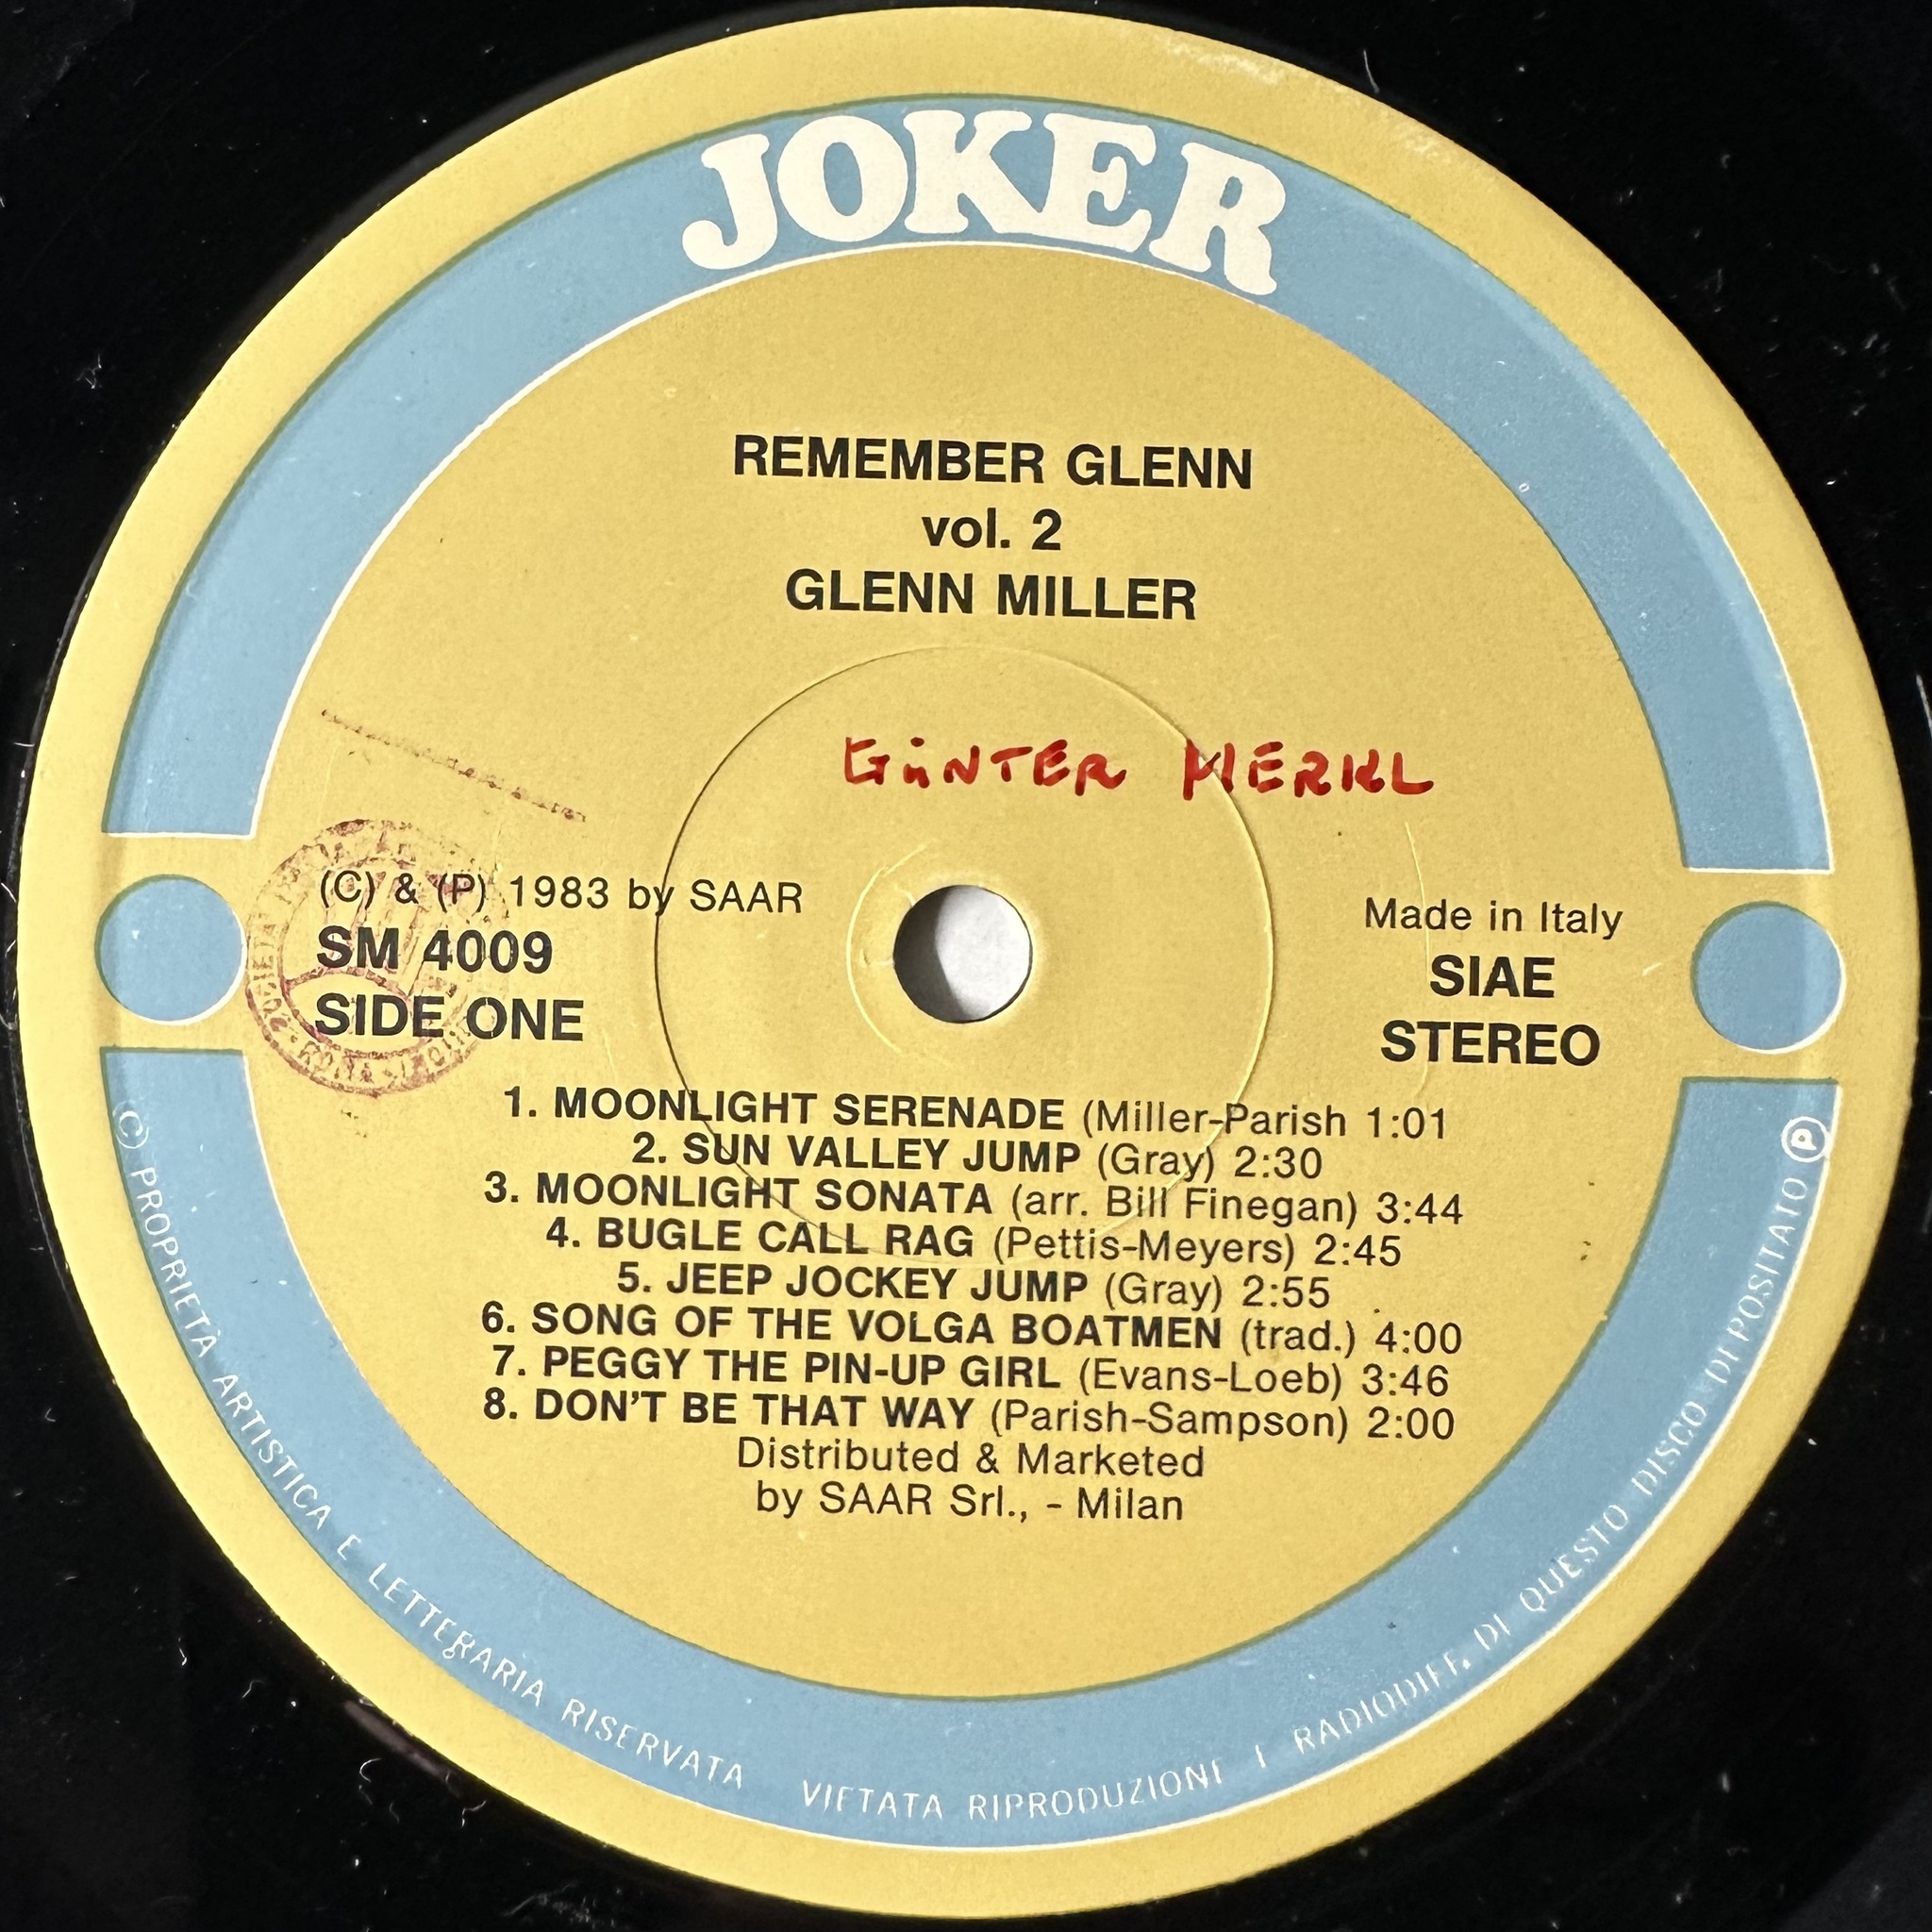 JOKER
REMEMBER GLENN
vol. 2
GLENN MILLER
GÜNTER MERKL
(C) & (P) 1983 by SAAR
SM 4009
SIDE ONE
Made in Italy
SIAE
STEREO
1. MOONLIGHT SERENADE (Miller-Parish 1:01
2. SUN VALLEY JUMP (Gray) 2:30
3. MOONLIGHT SONATA (arr. Bill Finegan) 3:44
4. BUGLE CALL RAG (Pettis-Meyers) 2:45
5. JEEP JOCKEY JUMP (Gray) 2:55
6. SONG OF THE VOLGA BOATMEN (trad.) 4:00
7. PEGGY THE PIN-UP GIRL (Evans-Loeb) 3:46
8. DON'T BE THAT WAY (Parish-Sampson) 2:00
Distributed & Marketed
by SAAR Srl., - Milan
(C) PROPRIETÀ ARTISTICA E LETTERARIA RISERVATA VIETATA RIPRODUZIONE I RADIODIFF. DI QUESTO DISCO DEPOSITATO Ⓟ